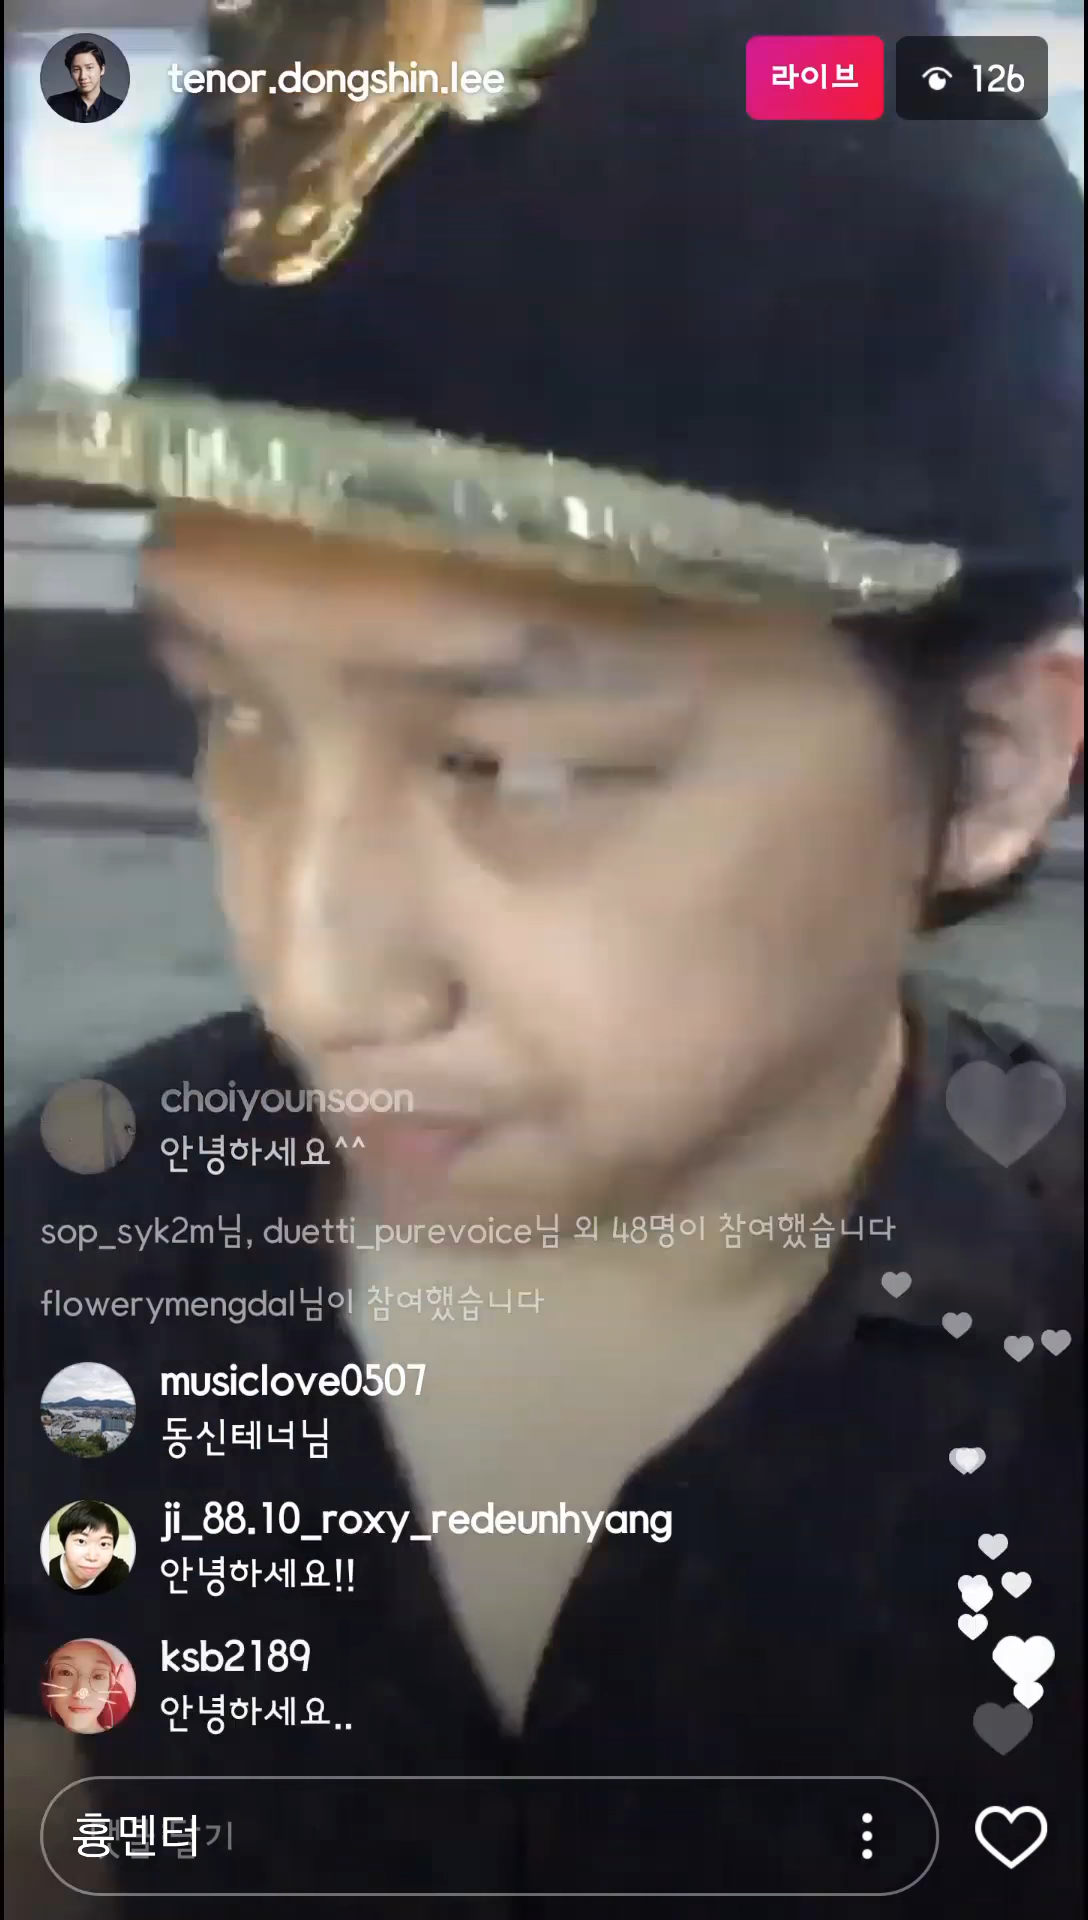 tenor.dongshin.lee
라이브
126
choiyounsoon
안녕하세요^^
sop_syk2m님, duetti_purevoice님 외 48명이 참여했습니다
flowerymengdal님이 참여했습니다
musiclove0507
동신테너님
ji_88.10_roxy_redeunhyang
안녕하세요!!
ksb2189
안녕하세요..
흉멘터